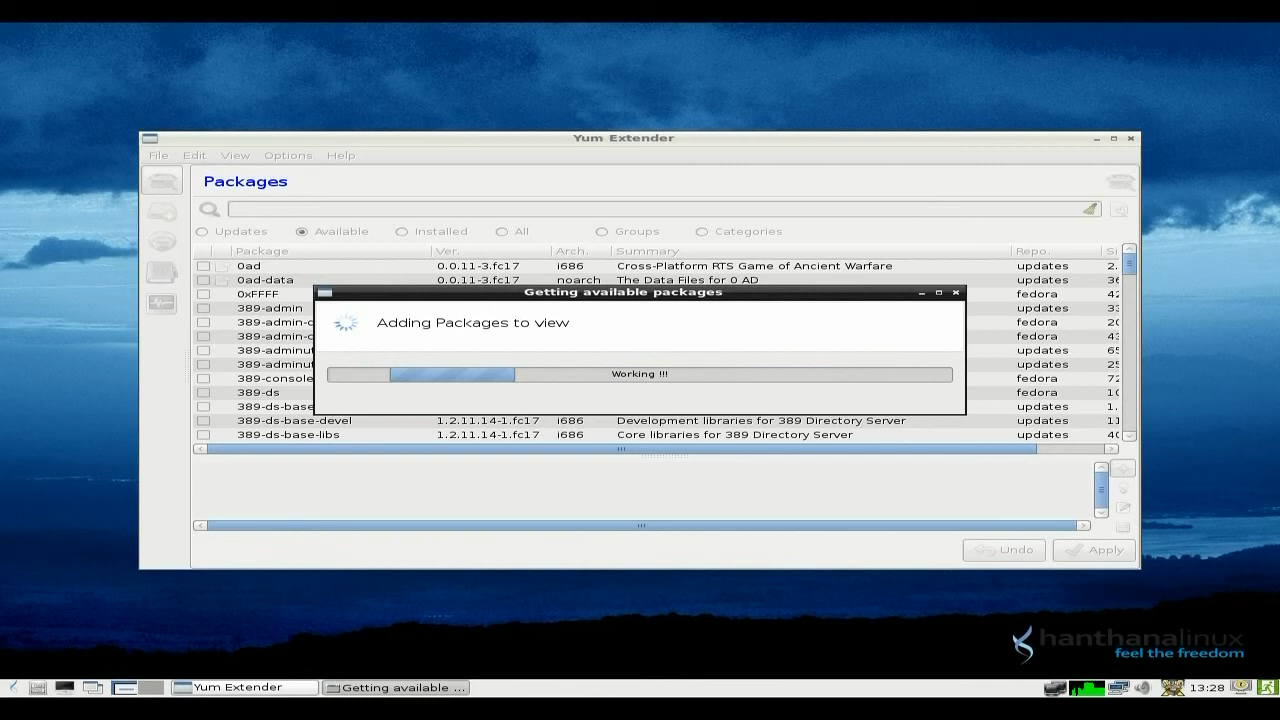 Yum Extender
File Edit View Options Help
Packages
Updates Available Installed All Groups Categories
Package Ver. Arch. Summary Repo.
0ad 0.0.11-3.fc17 i686 Cross-Platform RTS Game of Ancient Warfare updates
0ad-data 0.0.11-3.fc17 noarch The Data Files for 0 AD updates
0xFFFF fedora
389-admin updates
fedora
fedora
updates
updates
389-console fedora
389-ds fedora
389-ds-base updates
389-ds-base-devel 1.2.11.14-1.fc17 i686 Development libraries for 389 Directory Server updates
389-ds-base-libs 1.2.11.14-1.fc17 i686 Core libraries for 389 Directory Server updates
Getting available packages
Adding Packages to view
Working !!!
Undo Apply
hanthanalinux
feel the freedom
Yum Extender Getting available ... 13:28